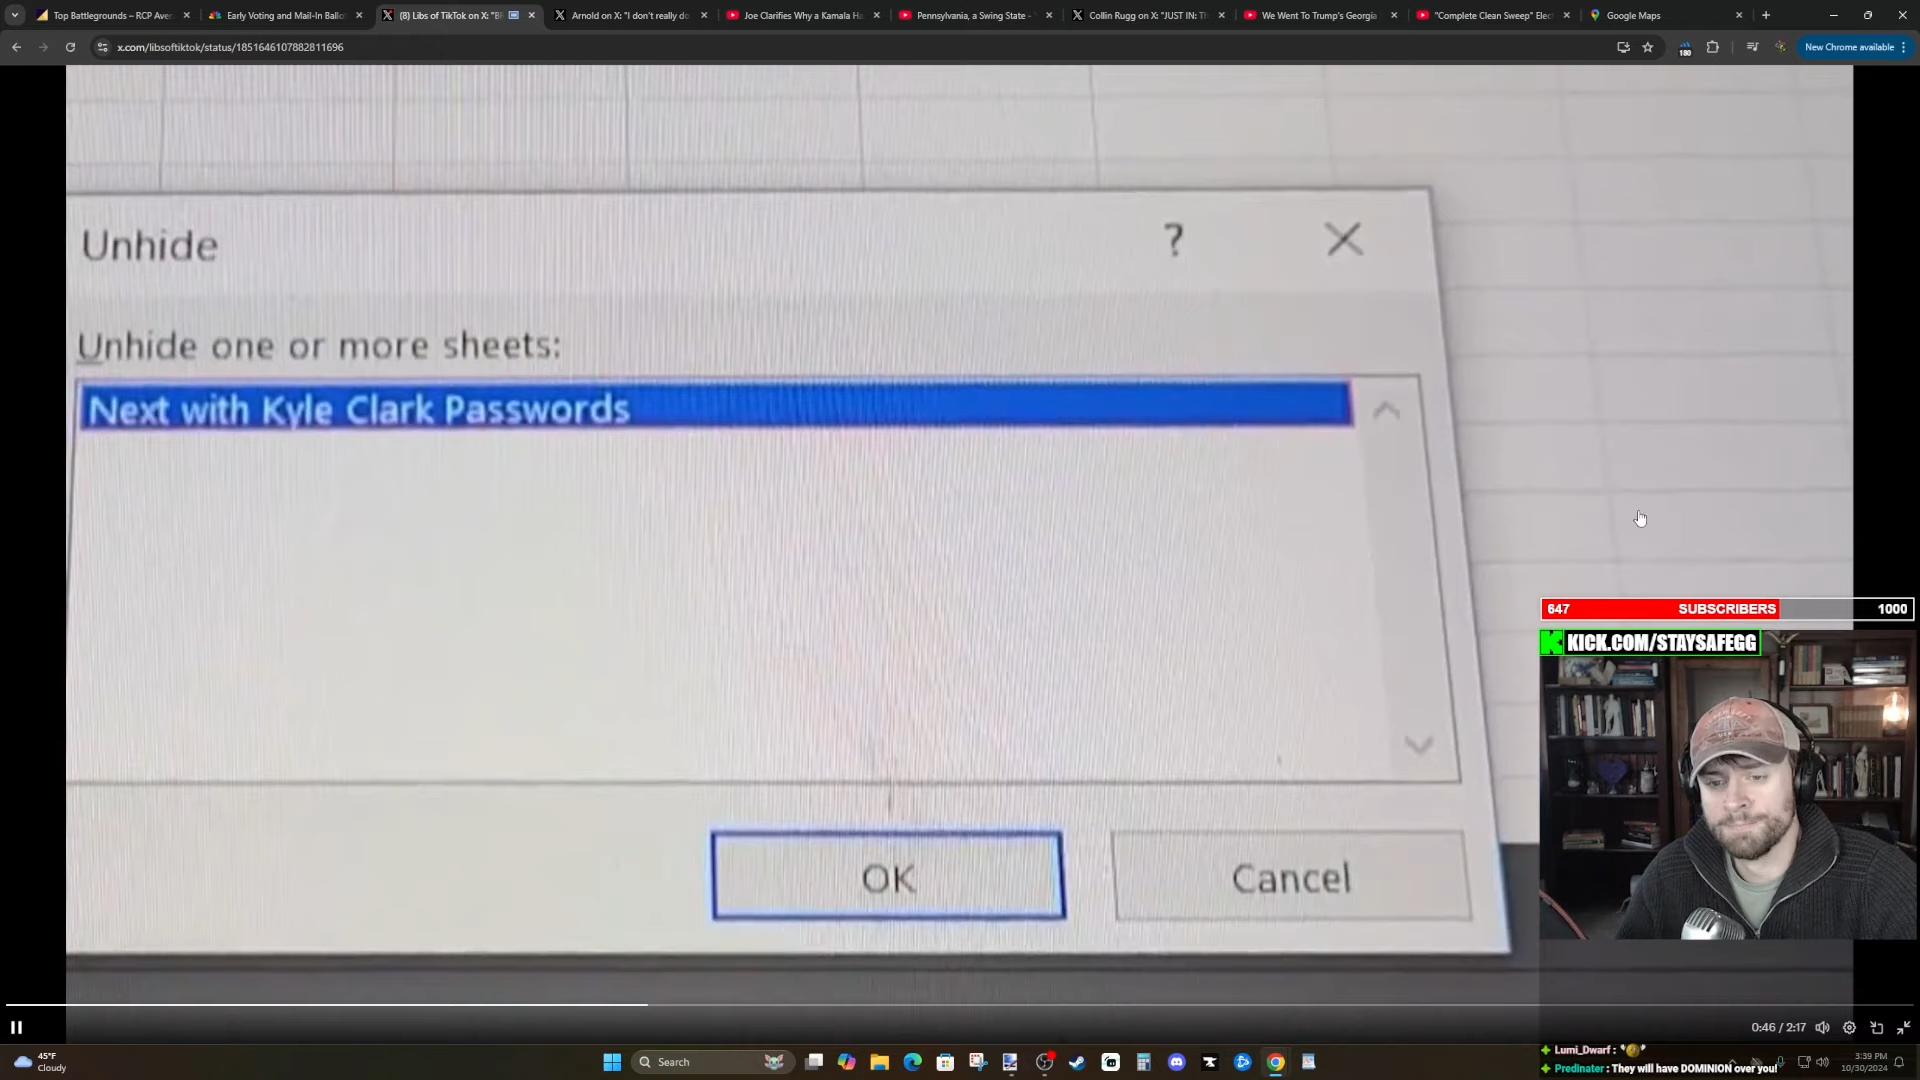 Top Battlegrounds – RCP Aver
Early Voting and Mail-In Ballo
(8) Libs of TikTok on X: "BR
Arnold on X: "I don't really do
Joe Clarifies Why a Kamala Ha
Pennsylvania, a Swing State -
Collin Rugg on X: "JUST IN: Th
We Went To Trump's Georgia
"Complete Clean Sweep" Elect
Google Maps
x.com/libsoftiktok/status/1851646107882811696
180
New Chrome available
Unhide
?
Unhide one or more sheets:
Next with Kyle Clark Passwords
OK
Cancel
647 SUBSCRIBERS 1000
KICK.COM/STAYSAFEGG
0:46 / 2:17
Lumi_Dwarf :
Predinater : They will have DOMINION over you!
45°F
Cloudy
Search
3:39 PM
10/30/2024